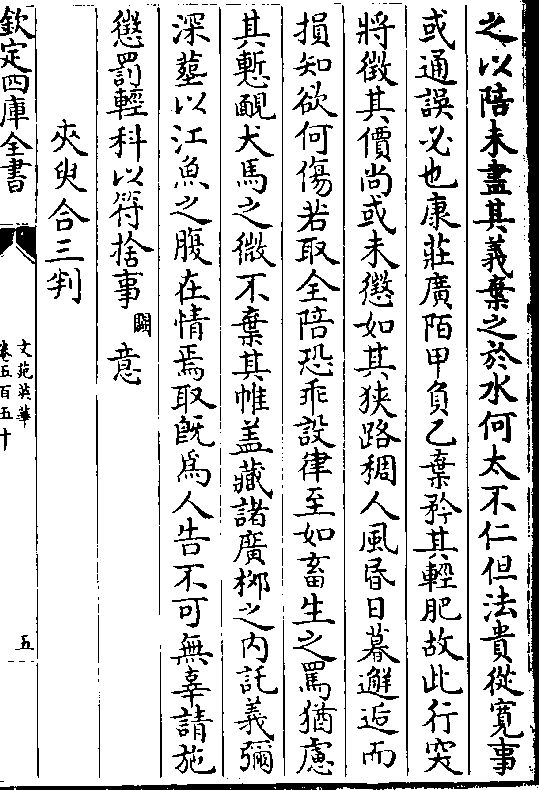 之以陪未盡其義棄之於水何太不仁但法貴從寛事
或通誤必也康莊廣陌甲負乙棄矜其輕肥故此行突
將徵其價尚或未懲如其狹路稠人風昏日暮邂逅而
損知欲何傷若取全陪恐乖設律至如畜生之罵猶慮
其慙靦犬馬之微不棄其帷盖藏諸廣槨之内託義彌
深塟以江魚之腹在情焉取既為人告不可無辜請施
懲罰輕科以符捨事闕意
夾臾合三判
欽定四庫全書
文苑英華
卷五百五十
五